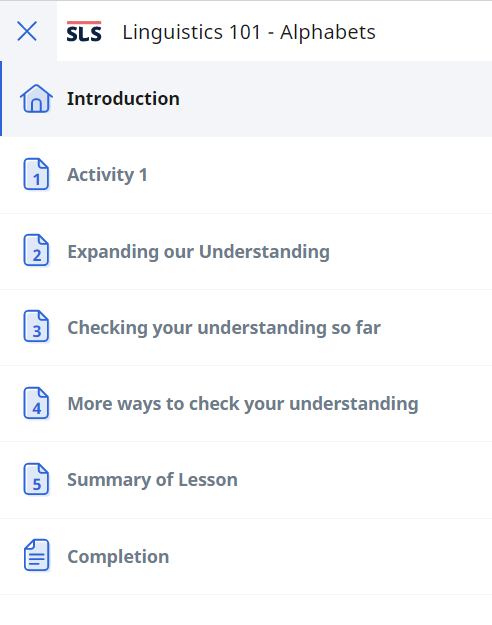 SLS Linguistics 101 - Alphabets
Introduction
1 Activity 1
2 Expanding our Understanding
3 Checking your understanding so far
4 More ways to check your understanding
5 Summary of Lesson
Completion